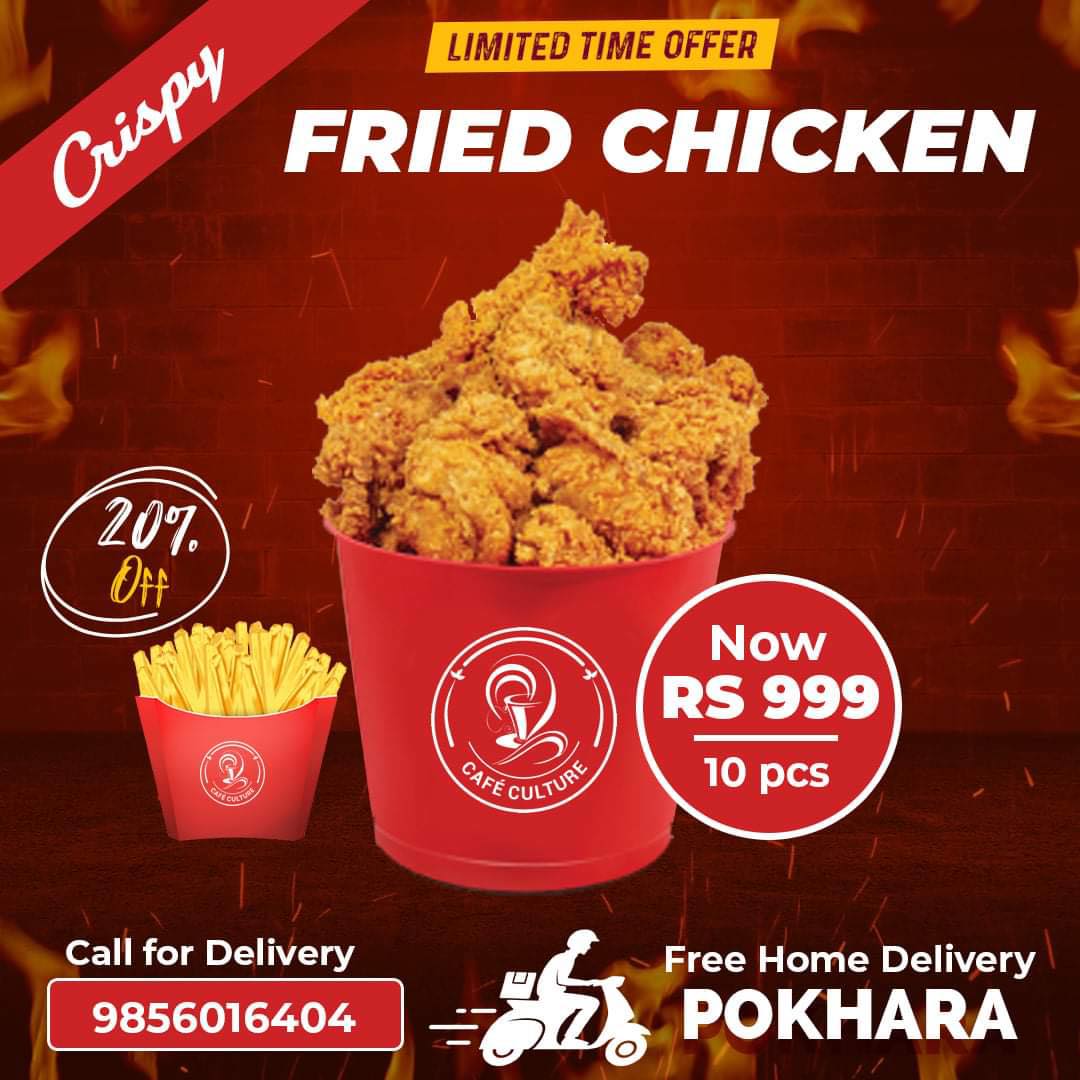 Crispy
LIMITED TIME OFFER
FRIED CHICKEN
20%
Off
CAFÉ CULTURE
CAFÉ CULTURE
Now
RS 999
10 pcs
Call for Delivery
9856016404
Free Home Delivery
POKHARA